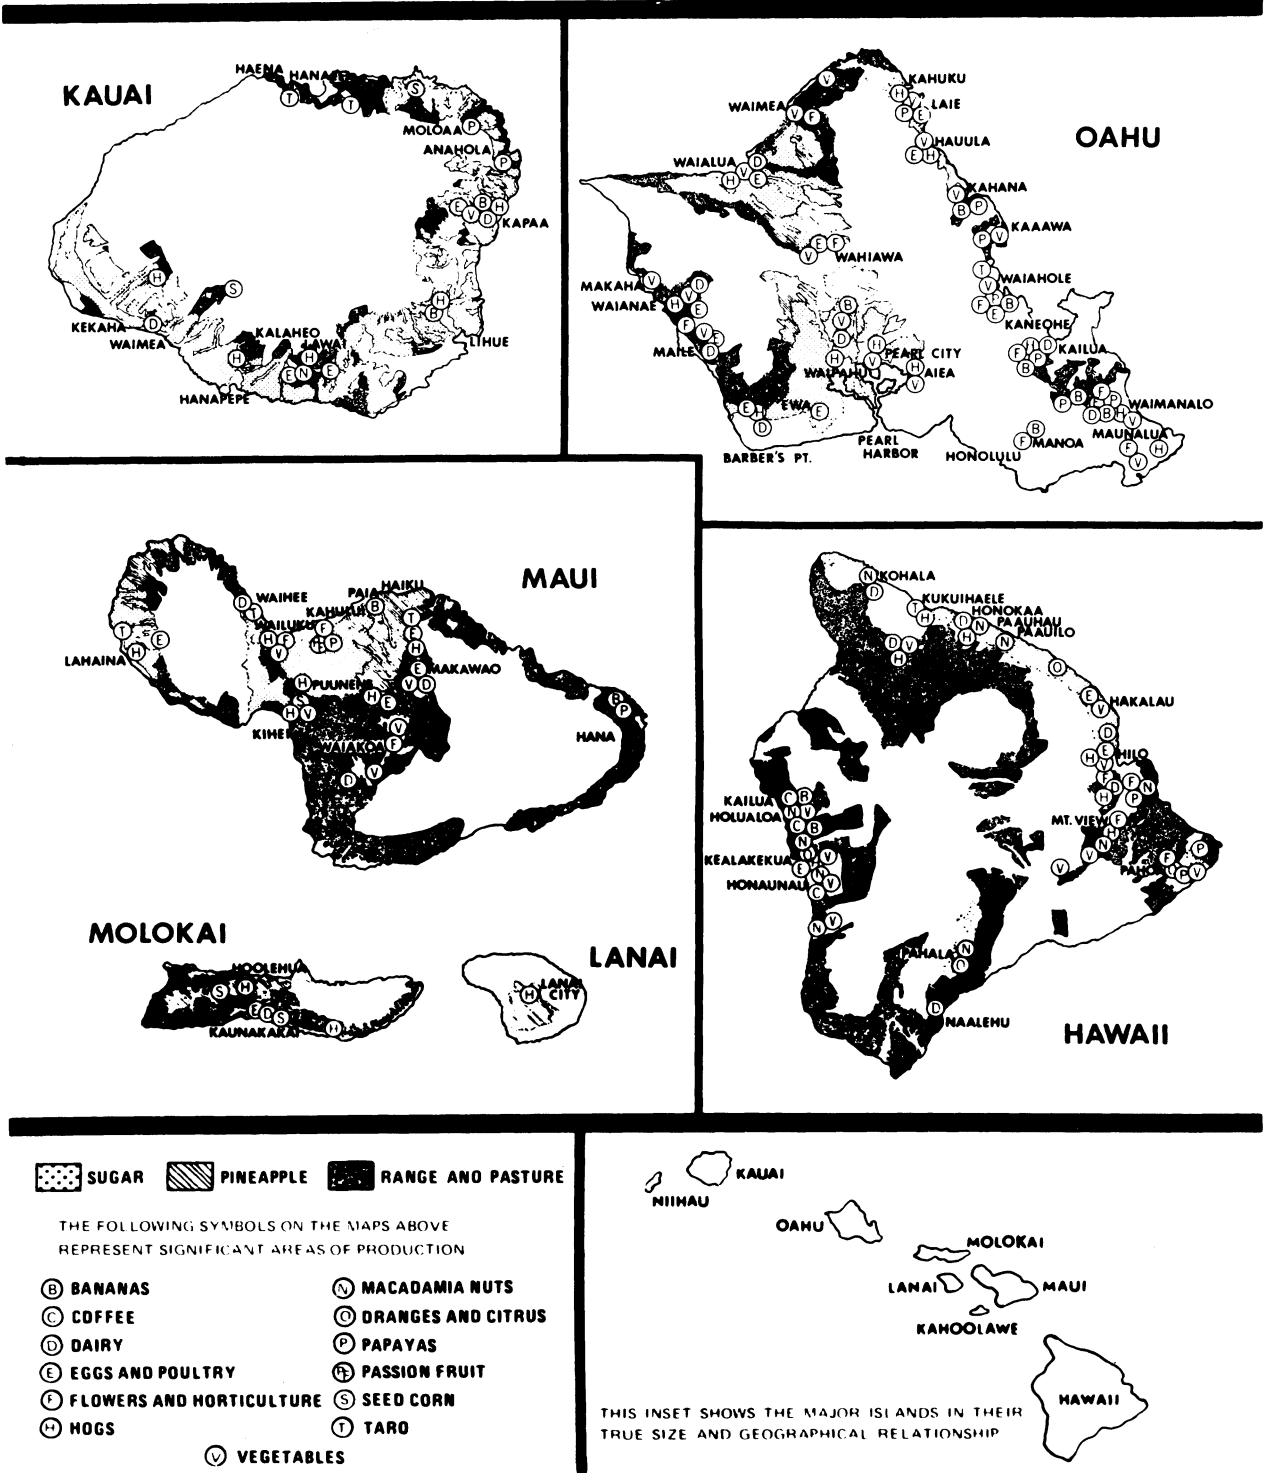 KAUAI
HAENA
HANALEI
T
T
S
MOLOAA
P
ANAHOLA
P
E
B
H
V
D
KAPAA
H
S
H
B
KEKAHA
D
WAIMEA
KALAHEO
LAWAI
LIHUE
H
H
E
N
E
HANAPEPE
OAHU
V
KAHUKU
WAIMEA
V
F
H
V
LAIE
P
E
V
HAUULA
E
H
WAIALUA
D
V
H
E
KAHANA
V
B
P
KAAAWA
P
V
E
F
V
WAHIAWA
T
WAIAHOLE
V
P
F
B
E
MAKAHA
V
D
V
WAIANAE
H
E
F
V
E
MAILE
D
B
V
D
H
H
V
PEARL CITY
WAIPAHU
H
AIEA
V
KANEOHE
H
D
F
P
KAILUA
B
E
H
D
EWA
E
P
B
F
E
P
D
B
H
V
WAIMANALO
B
F
MANOA
MAUNALUA
F
H
V
BARBER'S PT.
PEARL
HARBOR
HONOLULU
MAUI
D
WAIHEE
T
WAILUKU
H
F
V
KAHULUI
F
PF
P
PAIA
HAIKU
B
T
E
H
E
MAKAWAO
V
D
T
E
H
LAHAINA
H
PUUNENE
S
H
V
H
E
KIHEI
V
WAIAKOA
F
D
V
B
P
HANA
MOLOKAI
HOOLEHUA
S
H
E
D
S
KAUNAKAKAI
H
LANAI
LANAI
CITY
H
HAWAII
N
KOHALA
D
T
KUKUIHAELE
H
D
HONOKAA
N
PAAUHAU
H
PAAUILO
N
D
V
H
O
E
HAKALAU
V
D
E
HILO
H
V
F
D
F
N
H
P
MT. VIEW
F
H
N
V
V
P
F
P
V
KAILUA
C
B
HOLUALOA
N
V
C
B
N
KEALAKEKUA
O
V
E
N
HONAUNAU
V
C
N
V
PAHALA
N
O
D
NAALEHU
SUGAR
PINEAPPLE
RANGE AND PASTURE
THE FOLLOWING SYMBOLS ON THE MAPS ABOVE
REPRESENT SIGNIFICANT AREAS OF PRODUCTION
B BANANAS
C COFFEE
D DAIRY
E EGGS AND POULTRY
F FLOWERS AND HORTICULTURE
H HOGS
N MACADAMIA NUTS
O ORANGES AND CITRUS
P PAPAYAS
PF PASSION FRUIT
S SEED CORN
T TARO
V VEGETABLES
KAUAI
NIIHAU
OAHU
MOLOKAI
LANAI
MAUI
KAHOOLAWE
HAWAII
THIS INSET SHOWS THE MAJOR ISLANDS IN THEIR
TRUE SIZE AND GEOGRAPHICAL RELATIONSHIP